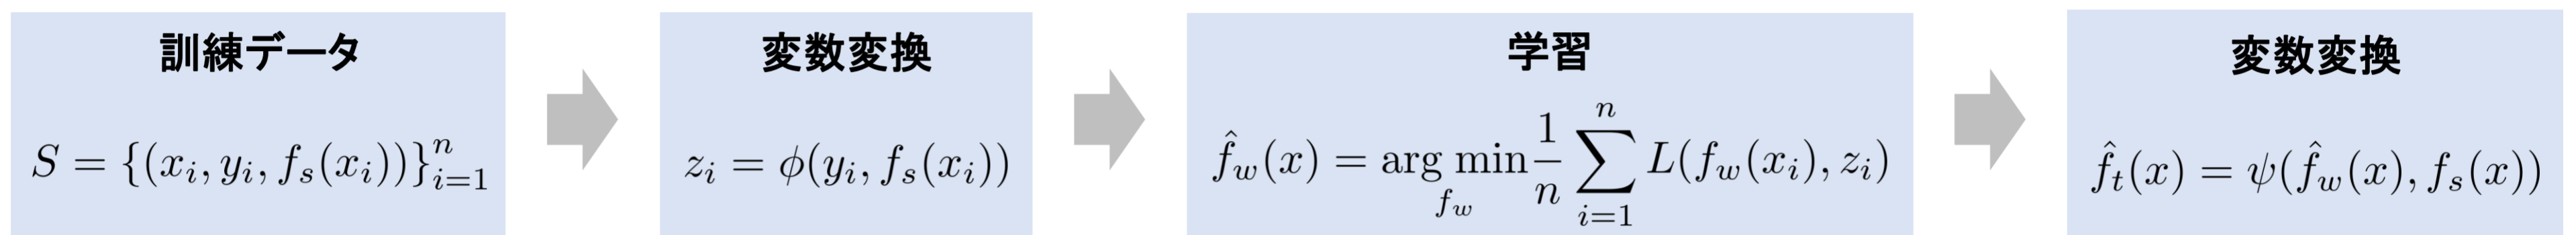 訓練データ
S = {(x_i, y_i, f_s(x_i))}_{i=1}^n
変数変換
z_i = φ(y_i, f_s(x_i))
学習
f̂_w(x) = arg min_{f_w} \frac{1}{n} ∑_{i=1}^{n} L(f_w(x_i), z_i)
変数変換
f̂_t(x) = ψ(f̂_w(x), f_s(x))